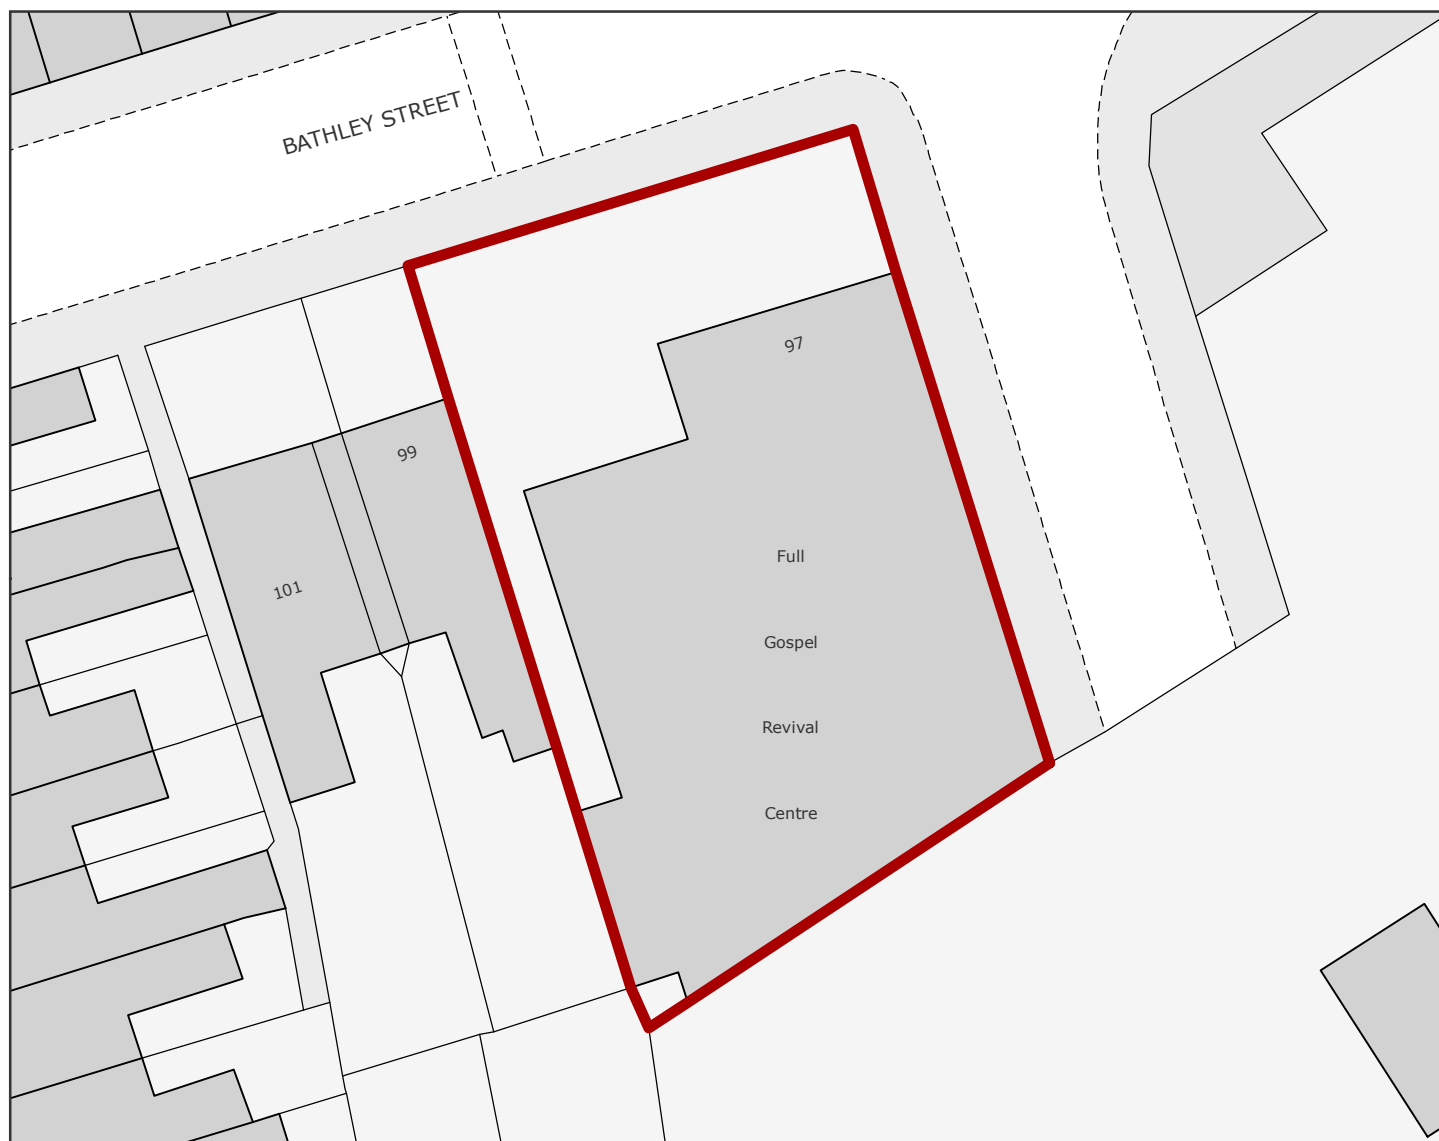 BATHLEY STREET
97
99
101
Full
Gospel
Revival
Centre